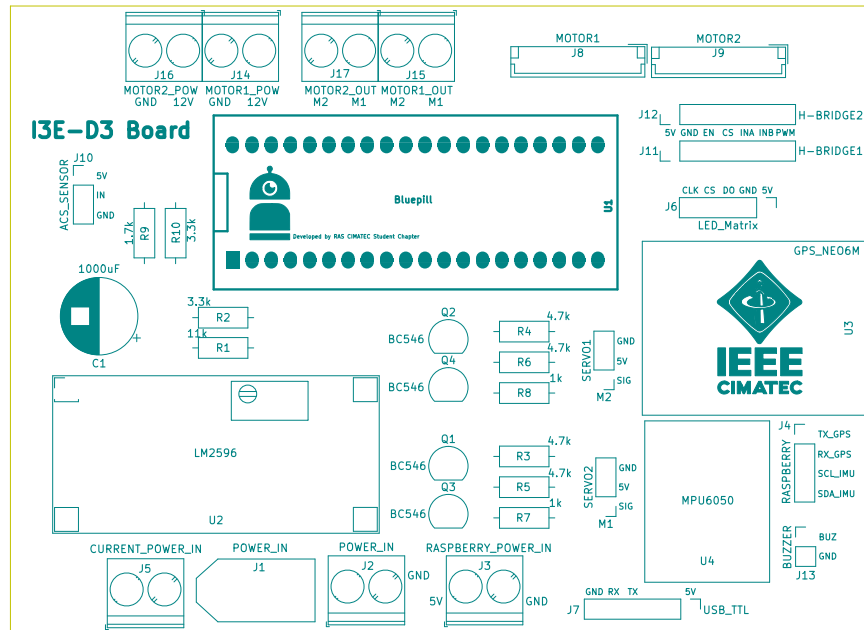 MOTOR1
J8
MOTOR2
J9
J16
J14
J17
J15
MOTOR2_POW
MOTOR1_POW
MOTOR2_OUT
MOTOR1_OUT
GND 12V
GND 12V
M2 M1
M2 M1
I3E-D3 Board
J12
H-BRIDGE2
5V GND EN CS INA INB PWM
J11
H-BRIDGE1
J10
ACS_SENSOR
5V
IN
GND
1.7k
R9
R10
3.3k
Bluepill
U1
Developed by RAS CIMATEC Student Chapter
CLK CS DO GND 5V
J6
LED_Matrix
GPS_NEO6M
U3
IEEE
CIMATEC
1000uF
+
C1
3.3k
R2
11k
R1
Q2
BC546
4.7k
R4
Q4
BC546
4.7k
R6
1k
R8
SERVO1
GND
5V
SIG
M2
LM2596
U2
Q1
BC546
4.7k
R3
Q3
BC546
4.7k
R5
1k
R7
SERVO2
GND
5V
SIG
M1
MPU6050
U4
J4
RASPBERRY
TX_GPS
RX_GPS
SCL_IMU
SDA_IMU
BUZZER
BUZ
GND
J13
CURRENT_POWER_IN
J5
POWER_IN
J1
POWER_IN
J2
GND
RASPBERRY_POWER_IN
J3
5V
GND
GND RX TX 5V
J7
USB_TTL